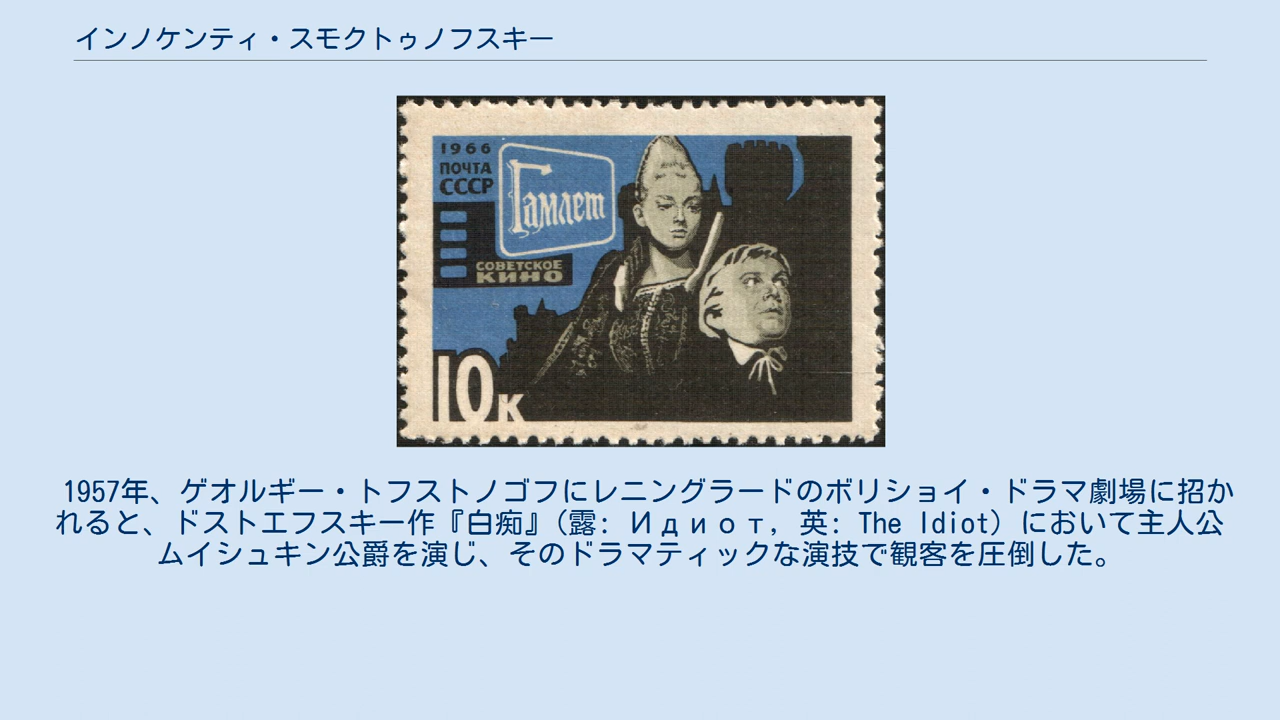 インノケンティ・スモクトゥノフスキー
1966
ПОЧТА
СССР
Гамлет
СОВЕТСКОЕ
КИНО
10к
1957年、ゲオルギー・トフストノゴフにレニングラードのボリショイ・ドラマ劇場に招か
れると、ドストエフスキー作『白痴』（露: Идиот, 英: The Idiot）において主人公
ムイシュキン公爵を演じ、そのドラマティックな演技で観客を圧倒した。